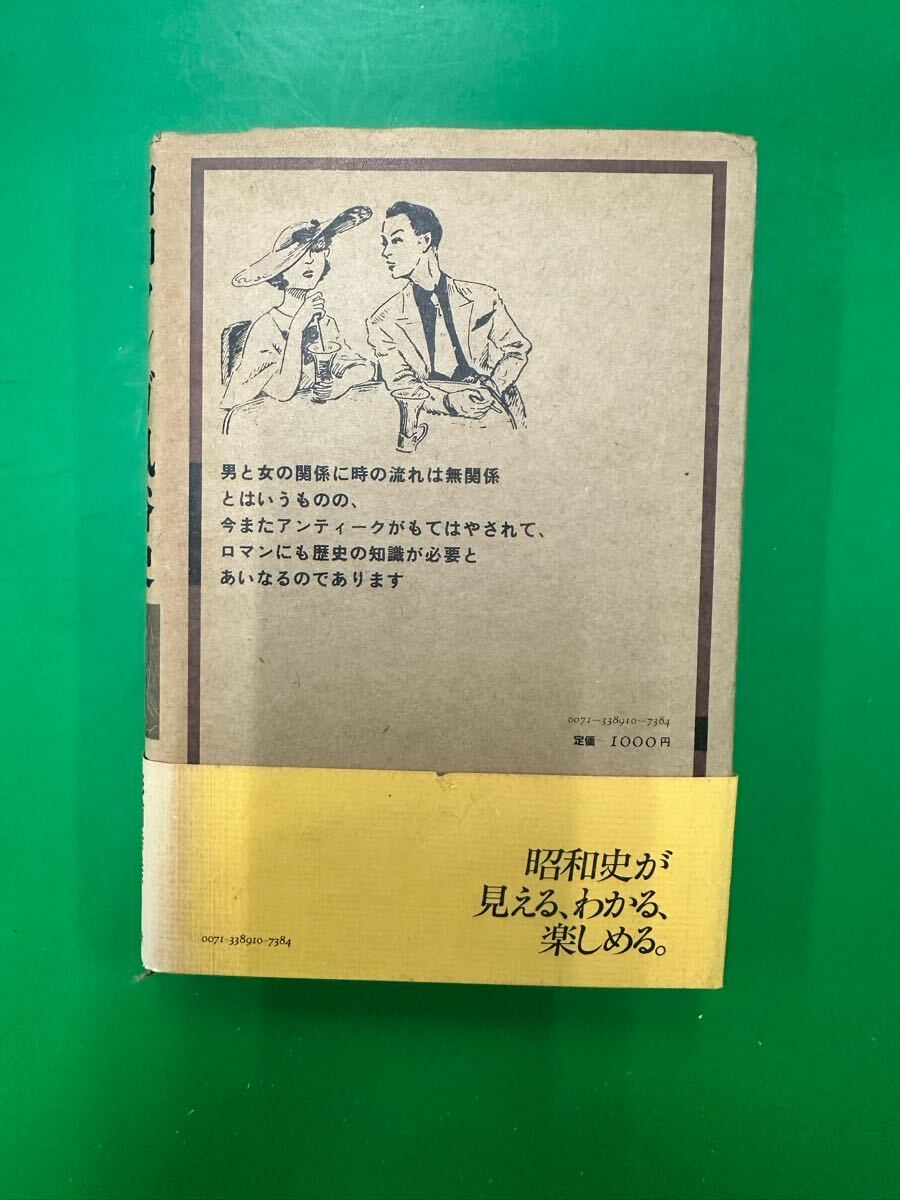 男と女の関係に時の流れは無関係
とはいうものの、
今またアンティークがもてはやされて、
ロマンにも歴史の知識が必要と
あいなるのであります
0071-338910-7384
定価 1000円
昭和史が
見える、わかる、
楽しめる。
0071-338910-7384